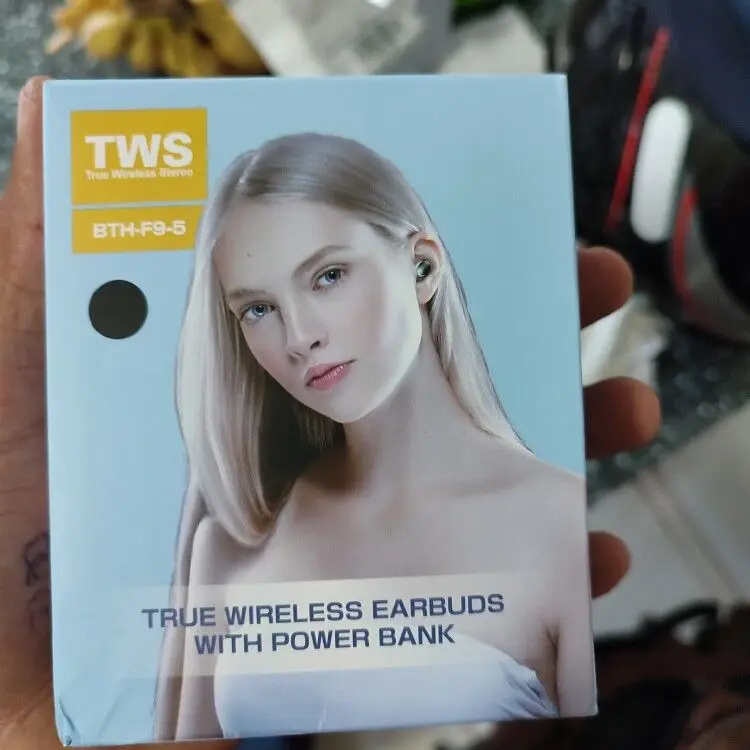 TWS
True Wireless Stereo
BTH-F9-5
TRUE WIRELESS EARBUDS
WITH POWER BANK